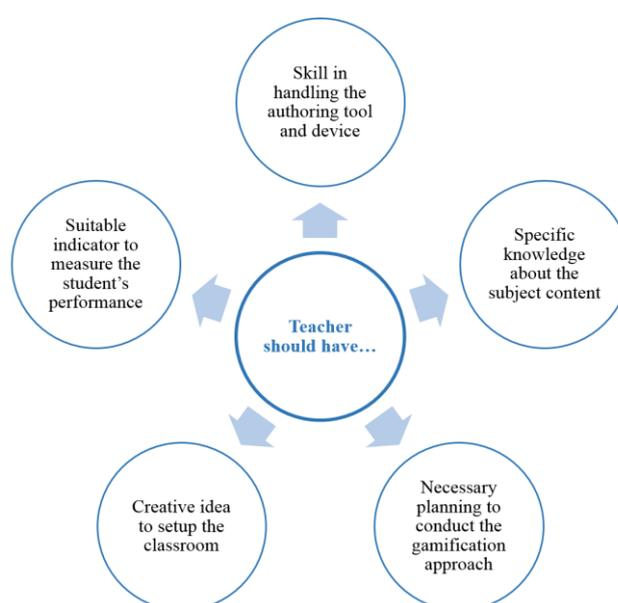 Skill in
handling the
authoring tool
and device
Suitable
indicator to
measure the
student's
performance
Specific
knowledge
about the
subject content
Teacher
should have…
Creative idea
to setup the
classroom
Necessary
planning to
conduct the
gamification
approach